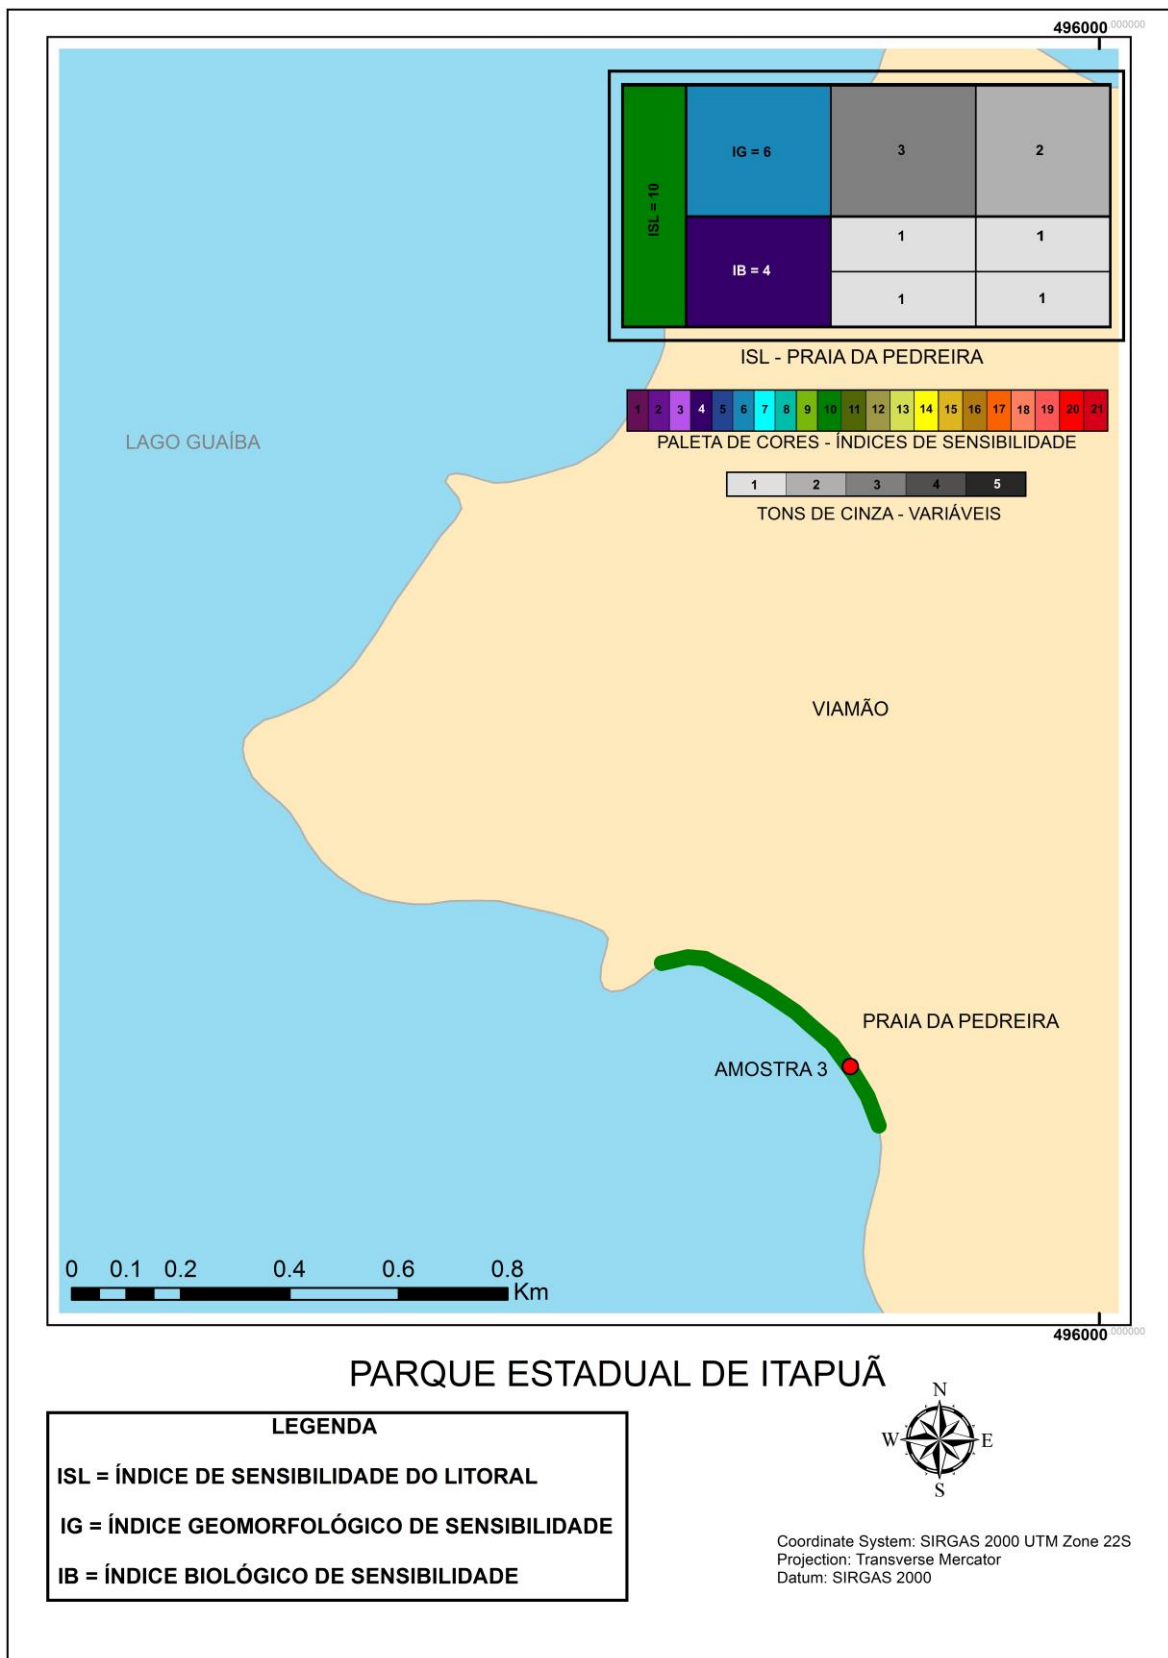 496000.000000
ISL = 10
IG = 6
3
2
IB = 4
1
1
1
1
ISL - PRAIA DA PEDREIRA
1 2 3 4 5 6 7 8 9 10 11 12 13 14 15 16 17 18 19 20 21
PALETA DE CORES - ÍNDICES DE SENSIBILIDADE
1 2 3 4 5
TONS DE CINZA - VARIÁVEIS
LAGO GUAÍBA
VIAMÃO
PRAIA DA PEDREIRA
AMOSTRA 3
0 0.1 0.2 0.4 0.6 0.8
Km
496000.000000
PARQUE ESTADUAL DE ITAPUÃ
N
W E
S
LEGENDA
ISL = ÍNDICE DE SENSIBILIDADE DO LITORAL
IG = ÍNDICE GEOMORFOLÓGICO DE SENSIBILIDADE
IB = ÍNDICE BIOLÓGICO DE SENSIBILIDADE
Coordinate System: SIRGAS 2000 UTM Zone 22S
Projection: Transverse Mercator
Datum: SIRGAS 2000